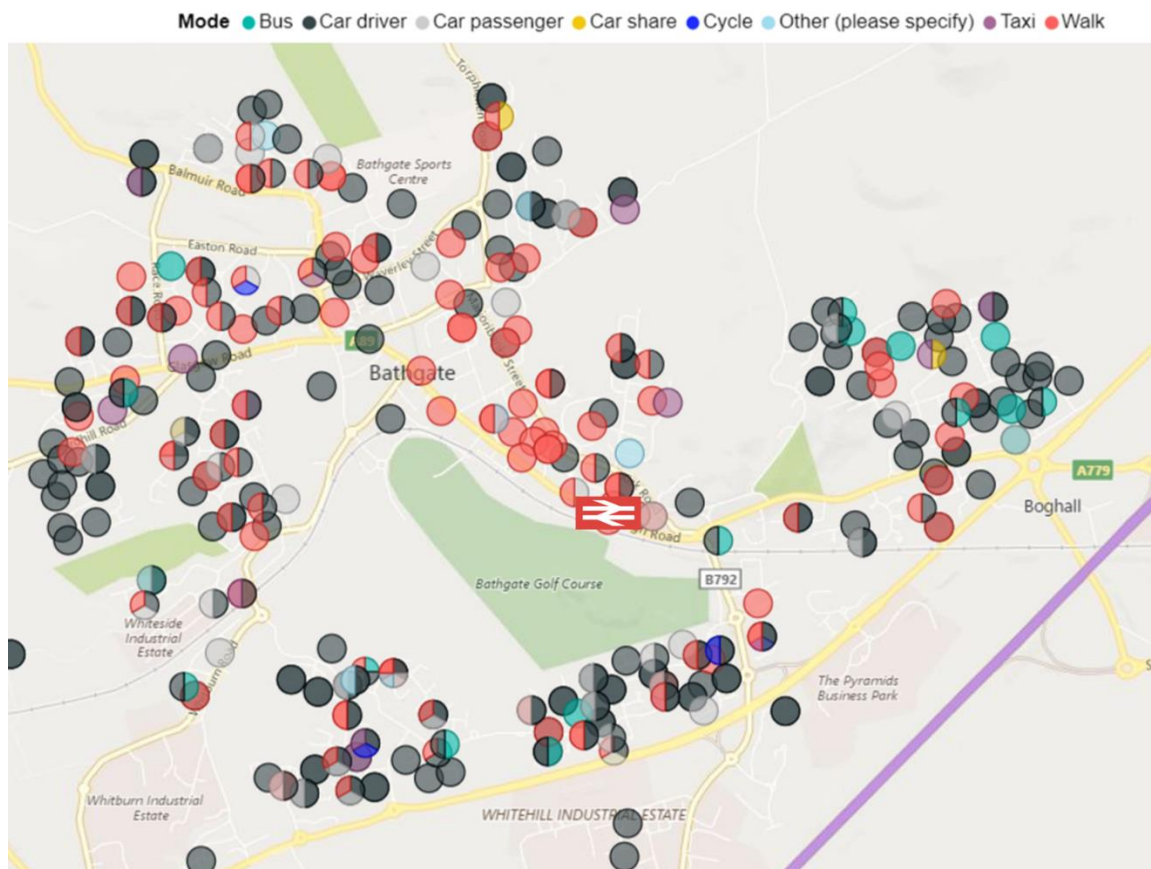 Mode Bus Car driver Car passenger Car share Cycle Other (please specify) Taxi Walk
Bathgate Sports
Centre
Balmuir Road
Easton Road
Waverley Street
A89
Bathgate
A779
Boghall
Bathgate Golf Course
B792
Whiteside
Industrial
Estate
The Pyramids
Business Park
Whitburn Industrial
Estate
WHITEHILL INDUSTRIAL ESTATE